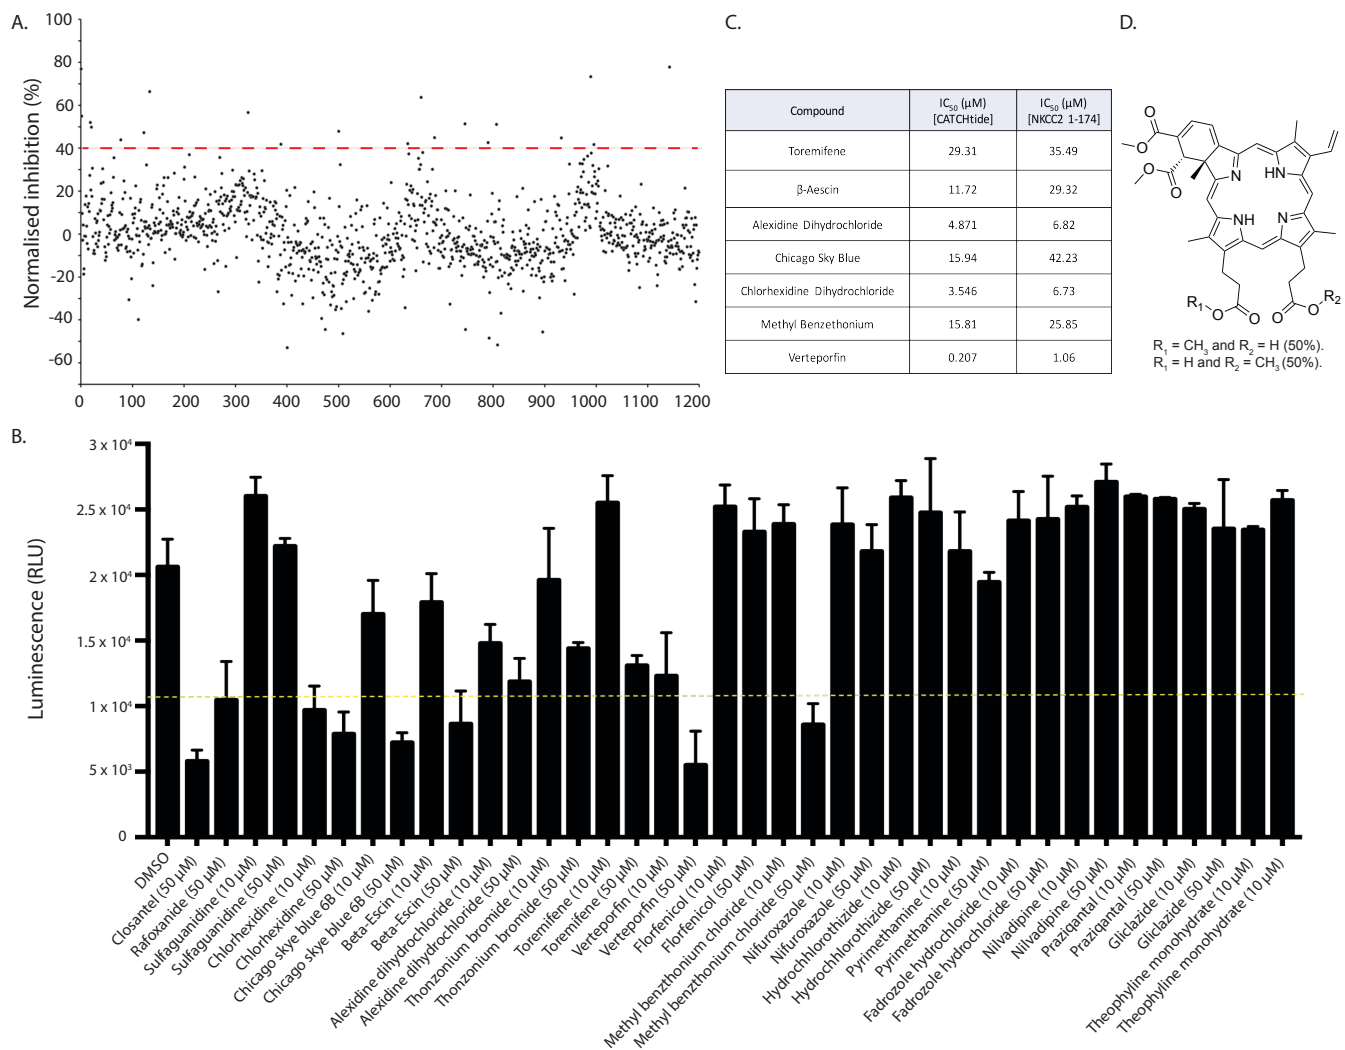 A.
Normalised inhibition (%)
100
80
60
40
20
0
-20
-40
-60
0 100 200 300 400 500 600 700 800 900 1000 1100 1200
C.
Compound IC50 (µM) [CATCHtide] IC50 (µM) [NKCC2 1-174]
Toremifene 29.31 35.49
β-Aescin 11.72 29.32
Alexidine Dihydrochloride 4.871 6.82
Chicago Sky Blue 15.94 42.23
Chlorhexidine Dihydrochloride 3.546 6.73
Methyl Benzethonium 15.81 25.85
Verteporfin 0.207 1.06
D.
O
O
O
O
N
HN
NH
N
R1
O
O
O
O
R2
R1 = CH3 and R2 = H (50%).
R1 = H and R2 = CH3 (50%).
B.
Luminescence (RLU)
3 x 10⁴
2.5 x 10⁴
2 x 10⁴
1.5 x 10⁴
1 x 10⁴
5 x 10³
0
DMSO
Closantel (50 µM)
Rafoxanide (50 µM)
Sulfaguanidine (10 µM)
Sulfaguanidine (50 µM)
Chlorhexidine (10 µM)
Chlorhexidine (50 µM)
Chicago skye blue 6B (10 µM)
Chicago skye blue 6B (50 µM)
Beta-Escin (10 µM)
Beta-Escin (50 µM)
Alexidine dihydrochloride (10 µM)
Alexidine dihydrochloride (50 µM)
Thonzonium bromide (10 µM)
Thonzonium bromide (50 µM)
Toremifene (10 µM)
Toremifene (50 µM)
Verteporfin (10 µM)
Verteporfin (50 µM)
Florfenicol (10 µM)
Florfenicol (50 µM)
Methyl benzthonium chloride (10 µM)
Methyl benzthonium chloride (50 µM)
Nifuroxazole (10 µM)
Nifuroxazole (50 µM)
Hydrochlorothizide (10 µM)
Hydrochlorothizide (50 µM)
Pyrimethamine (10 µM)
Pyrimethamine (50 µM)
Fadrozole hydrochloride (10 µM)
Fadrozole hydrochloride (50 µM)
Nilvadipine (10 µM)
Nilvadipine (50 µM)
Praziqantal (10 µM)
Praziqantal (50 µM)
Gliclazide (10 µM)
Gliclazide (50 µM)
Theophyline monohydrate (10 µM)
Theophyline monohydrate (10 µM)